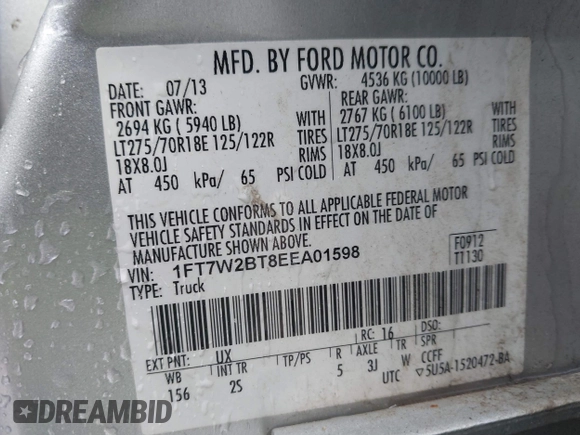 MFD. BY FORD MOTOR CO.
DATE: 07/13 GVWR: 4536 KG (10000 LB)
FRONT GAWR: REAR GAWR:
2694 KG ( 5940 LB) WITH 2767 KG ( 6100 LB) WITH
LT275/70R18E 125/122R TIRES LT275/70R18E 125/122R TIRES
18X8.0J RIMS 18X8.0J RIMS
AT 450 kPa/ 65 PSI COLD AT 450 kPa/ 65 PSI COLD
THIS VEHICLE CONFORMS TO ALL APPLICABLE FEDERAL MOTOR
VEHICLE SAFETY STANDARDS IN EFFECT ON THE DATE OF
MANUFACTURE SHOWN ABOVE.
VIN: 1FT7W2BT8EEA01598 F0912
TYPE: Truck T1130
EXT PNT: UX RC: 16 DSO:
WB INT TR TP/PS R AXLE TR SPR
156 2S 5 3J W CCFF
UTC ▽5U5A-1520472-BA
DREAMBID